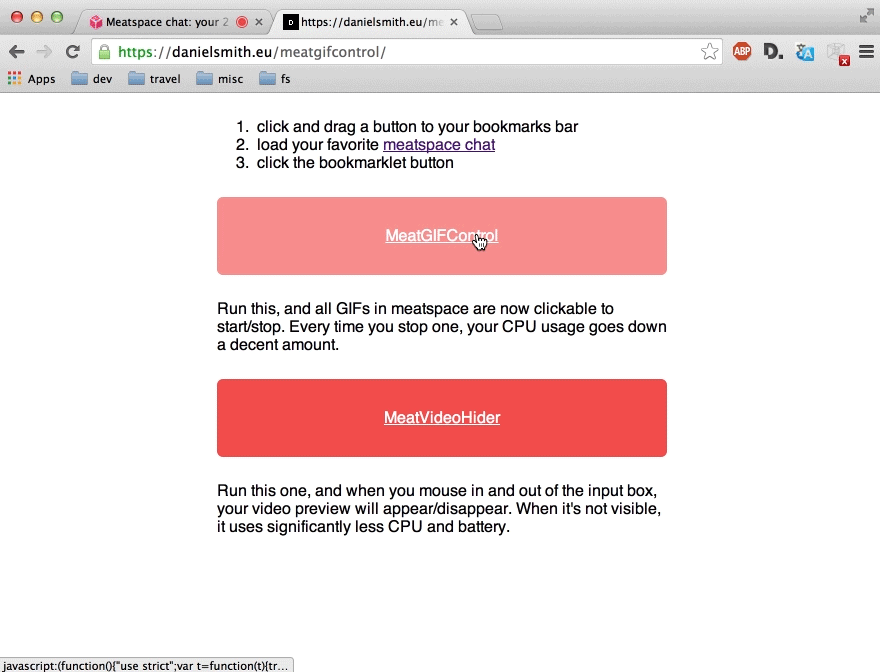 Meatspace chat: your 2
https://danielsmith.eu/me
https://danielsmith.eu/meatgifcontrol/
ABP
D.
Apps
dev
travel
misc
fs
1. click and drag a button to your bookmarks bar
2. load your favorite meatspace chat
3. click the bookmarklet button
MeatGIFControl
Run this, and all GIFs in meatspace are now clickable to
start/stop. Every time you stop one, your CPU usage goes down
a decent amount.
MeatVideoHider
Run this one, and when you mouse in and out of the input box,
your video preview will appear/disappear. When it's not visible,
it uses significantly less CPU and battery.
javascript:(function(){"use strict";var t=function(t){tr...